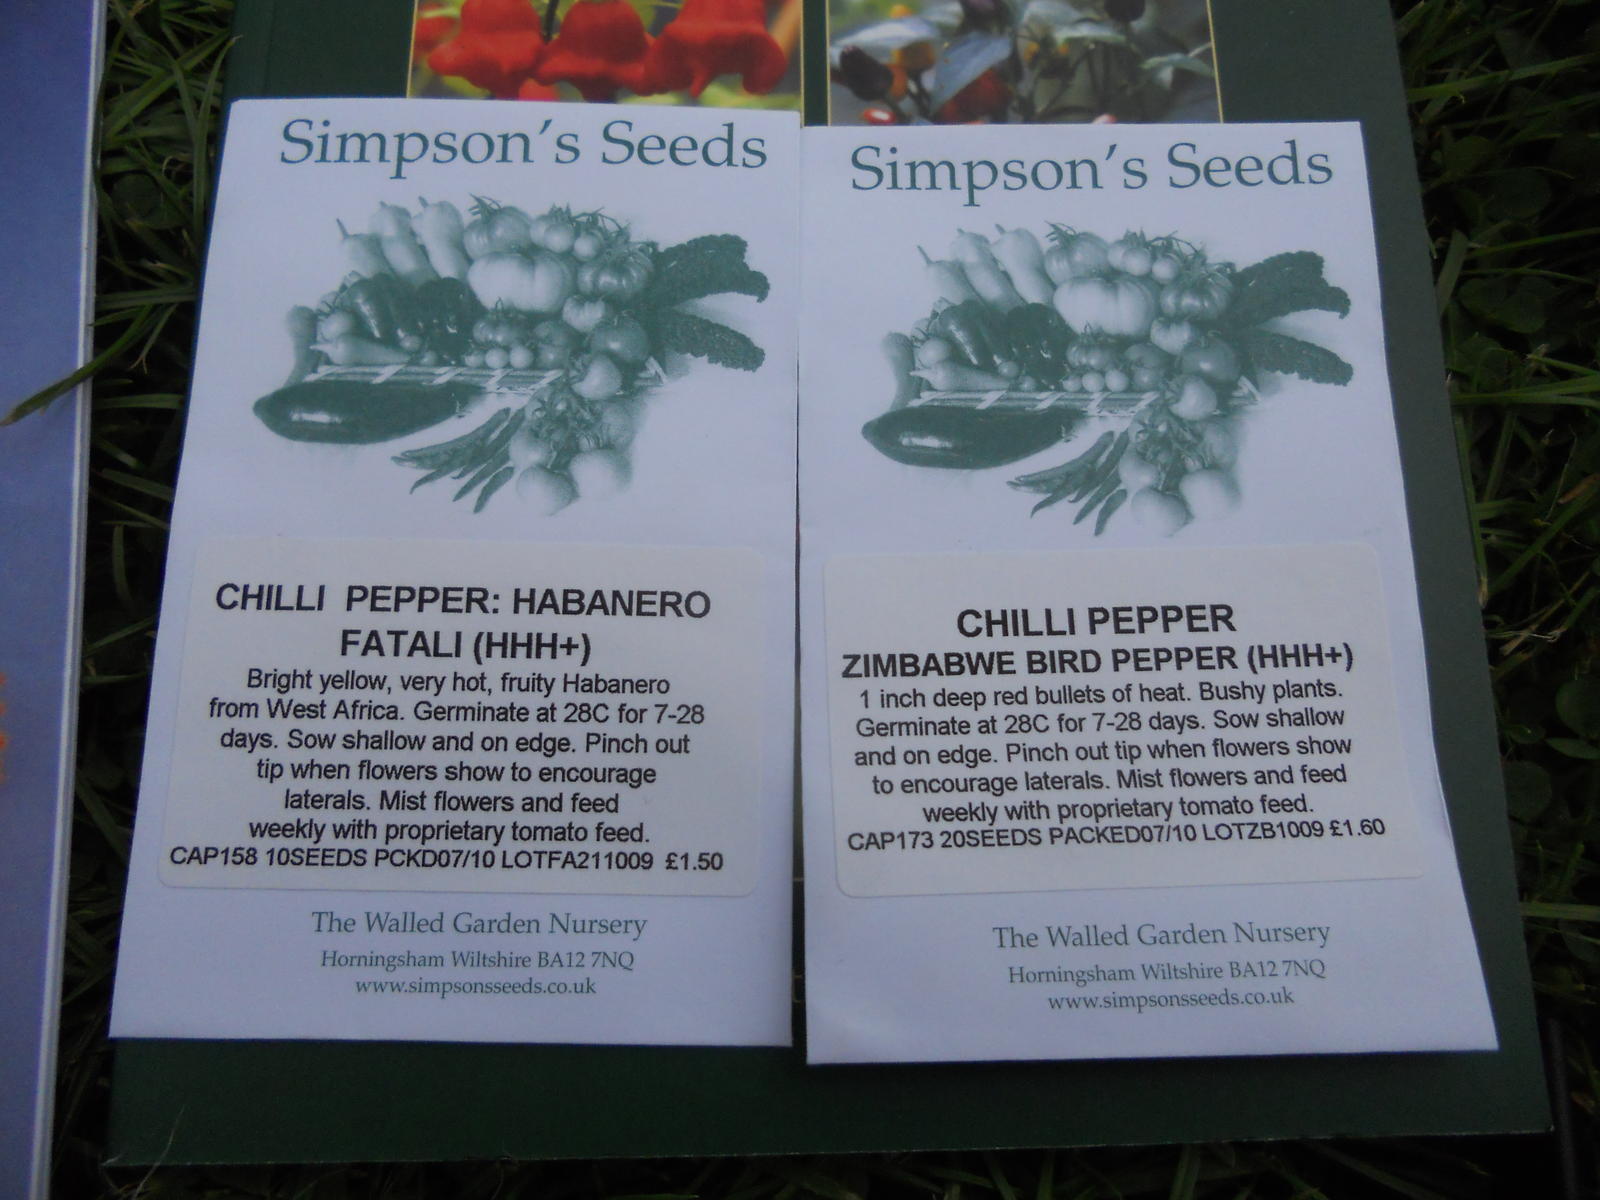 Simpson's Seeds
CHILLI PEPPER: HABANERO
FATALI (HHH+)
Bright yellow, very hot, fruity Habanero
from West Africa. Germinate at 28C for 7-28
days. Sow shallow and on edge. Pinch out
tip when flowers show to encourage
laterals. Mist flowers and feed
weekly with proprietary tomato feed.
CAP158 10SEEDS PCKD07/10 LOTFA211009 £1.50
The Walled Garden Nursery
Horningsham Wiltshire BA12 7NQ
www.simpsonsseeds.co.uk
Simpson's Seeds
CHILLI PEPPER
ZIMBABWE BIRD PEPPER (HHH+)
1 inch deep red bullets of heat. Bushy plants.
Germinate at 28C for 7-28 days. Sow shallow
and on edge. Pinch out tip when flowers show
to encourage laterals. Mist flowers and feed
weekly with proprietary tomato feed.
CAP173 20SEEDS PACKED07/10 LOTZB1009 £1.60
The Walled Garden Nursery
Horningsham Wiltshire BA12 7NQ
www.simpsonsseeds.co.uk